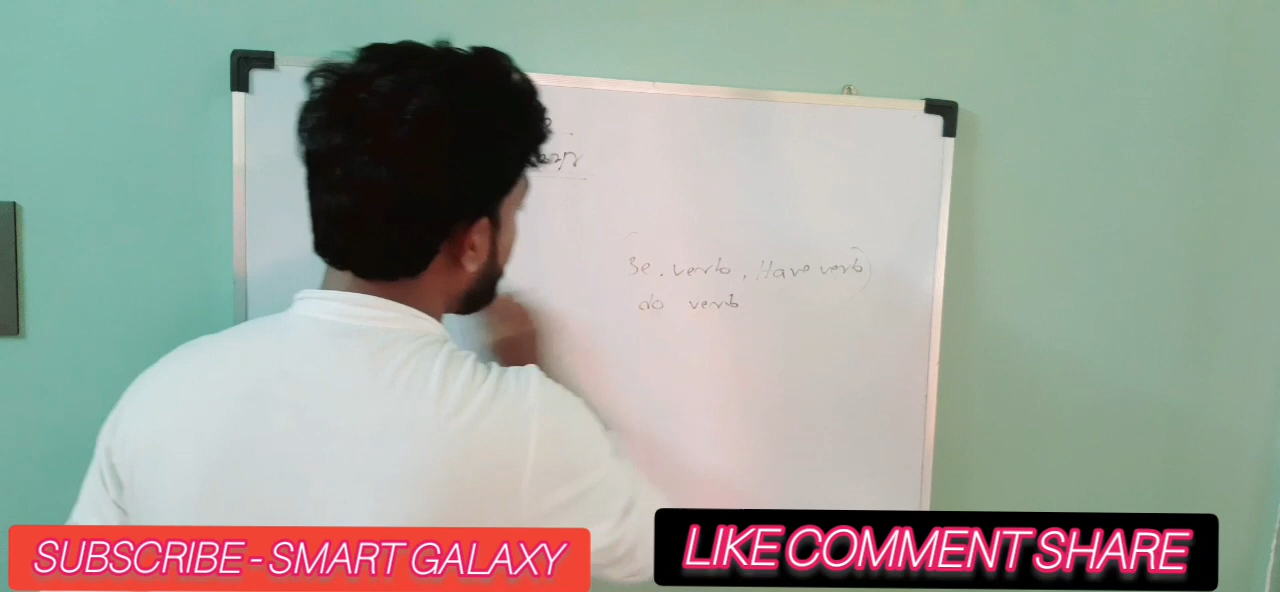 Be. verb, Have verb)
do verb
SUBSCRIBE - SMART GALAXY
LIKE COMMENT SHARE